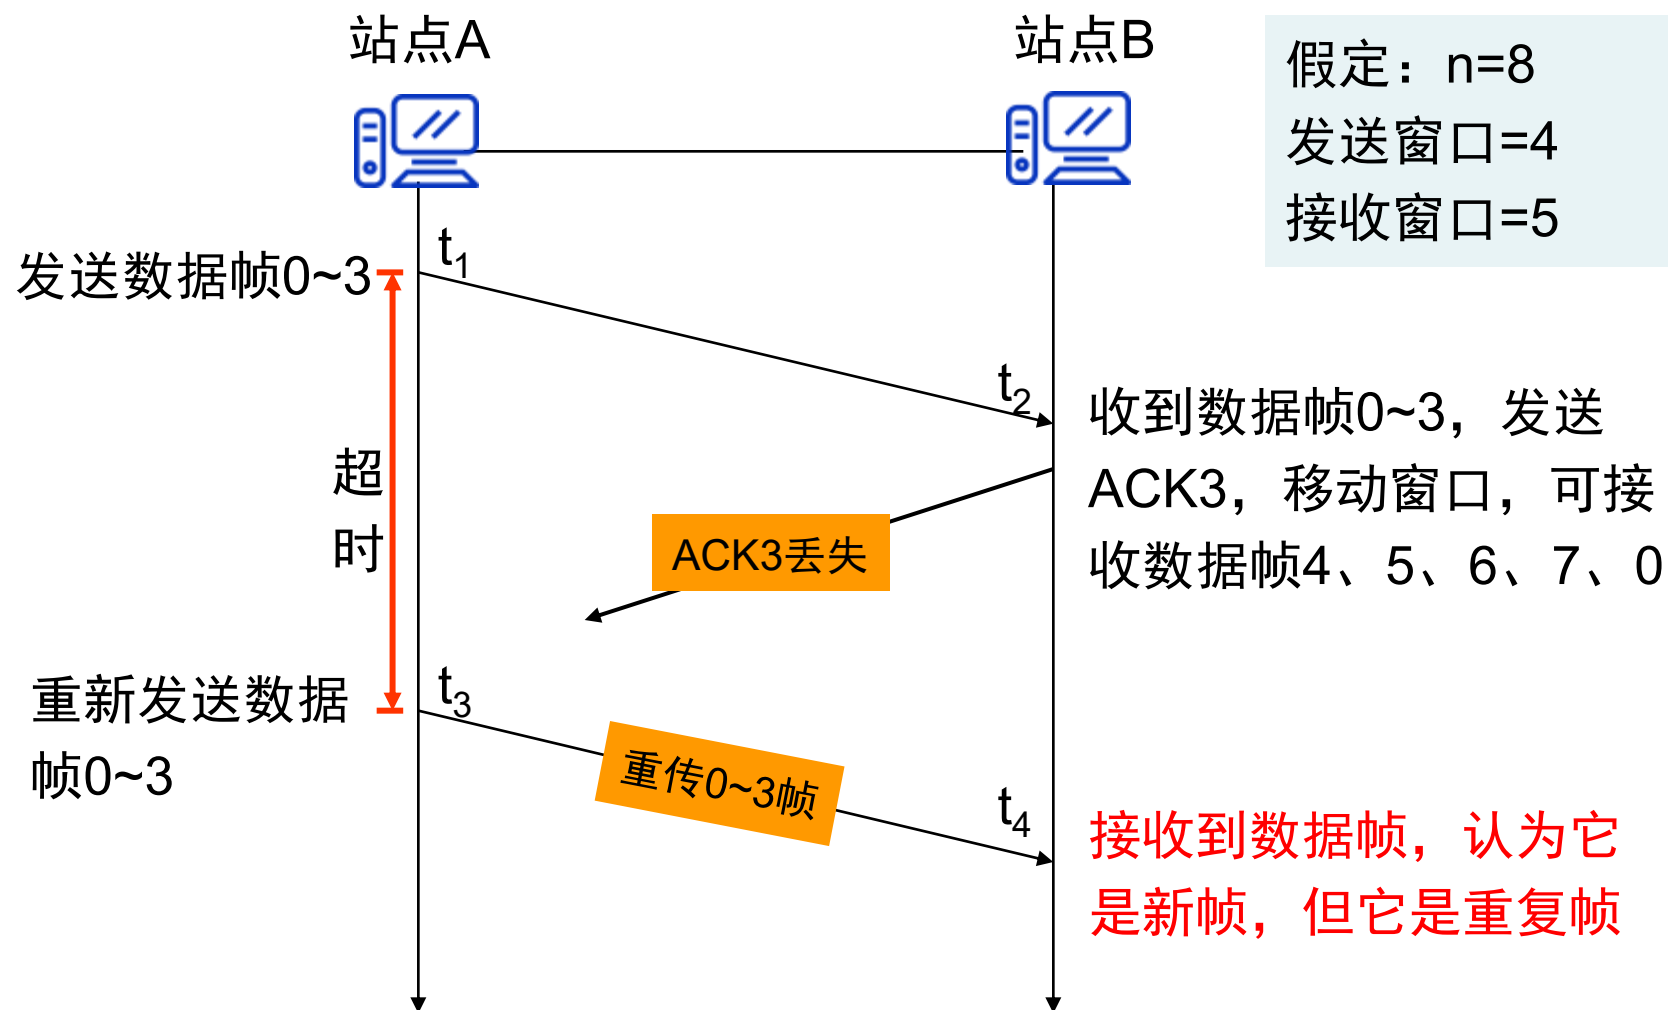 站点A
站点B
假定：n=8
发送窗口=4
接收窗口=5
t1
发送数据帧0~3
t2
收到数据帧0~3，发送
ACK3，移动窗口，可接
收数据帧4、5、6、7、0
超
时
ACK3丢失
t3
重新发送数据
帧0~3
重传0~3帧
t4
接收到数据帧，认为它
是新帧，但它是重复帧